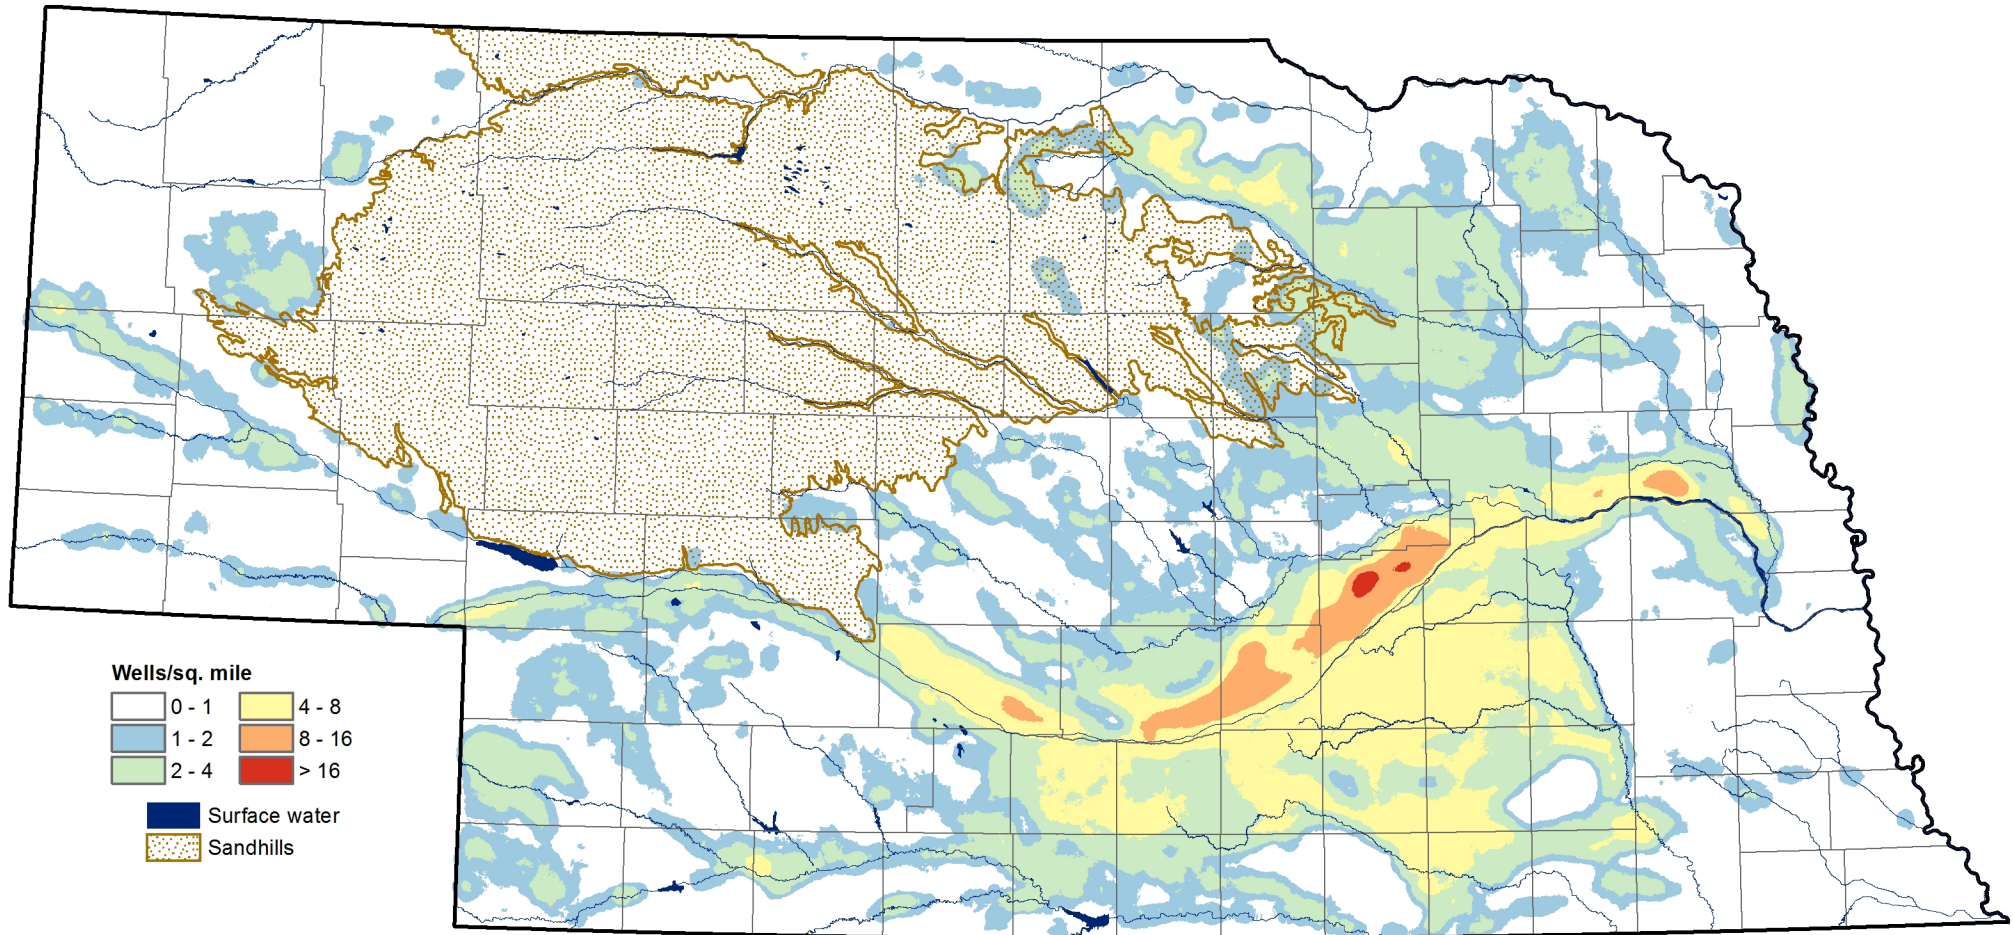 Wells/sq. mile
0 - 1
4 - 8
1 - 2
8 - 16
2 - 4
> 16
Surface water
Sandhills